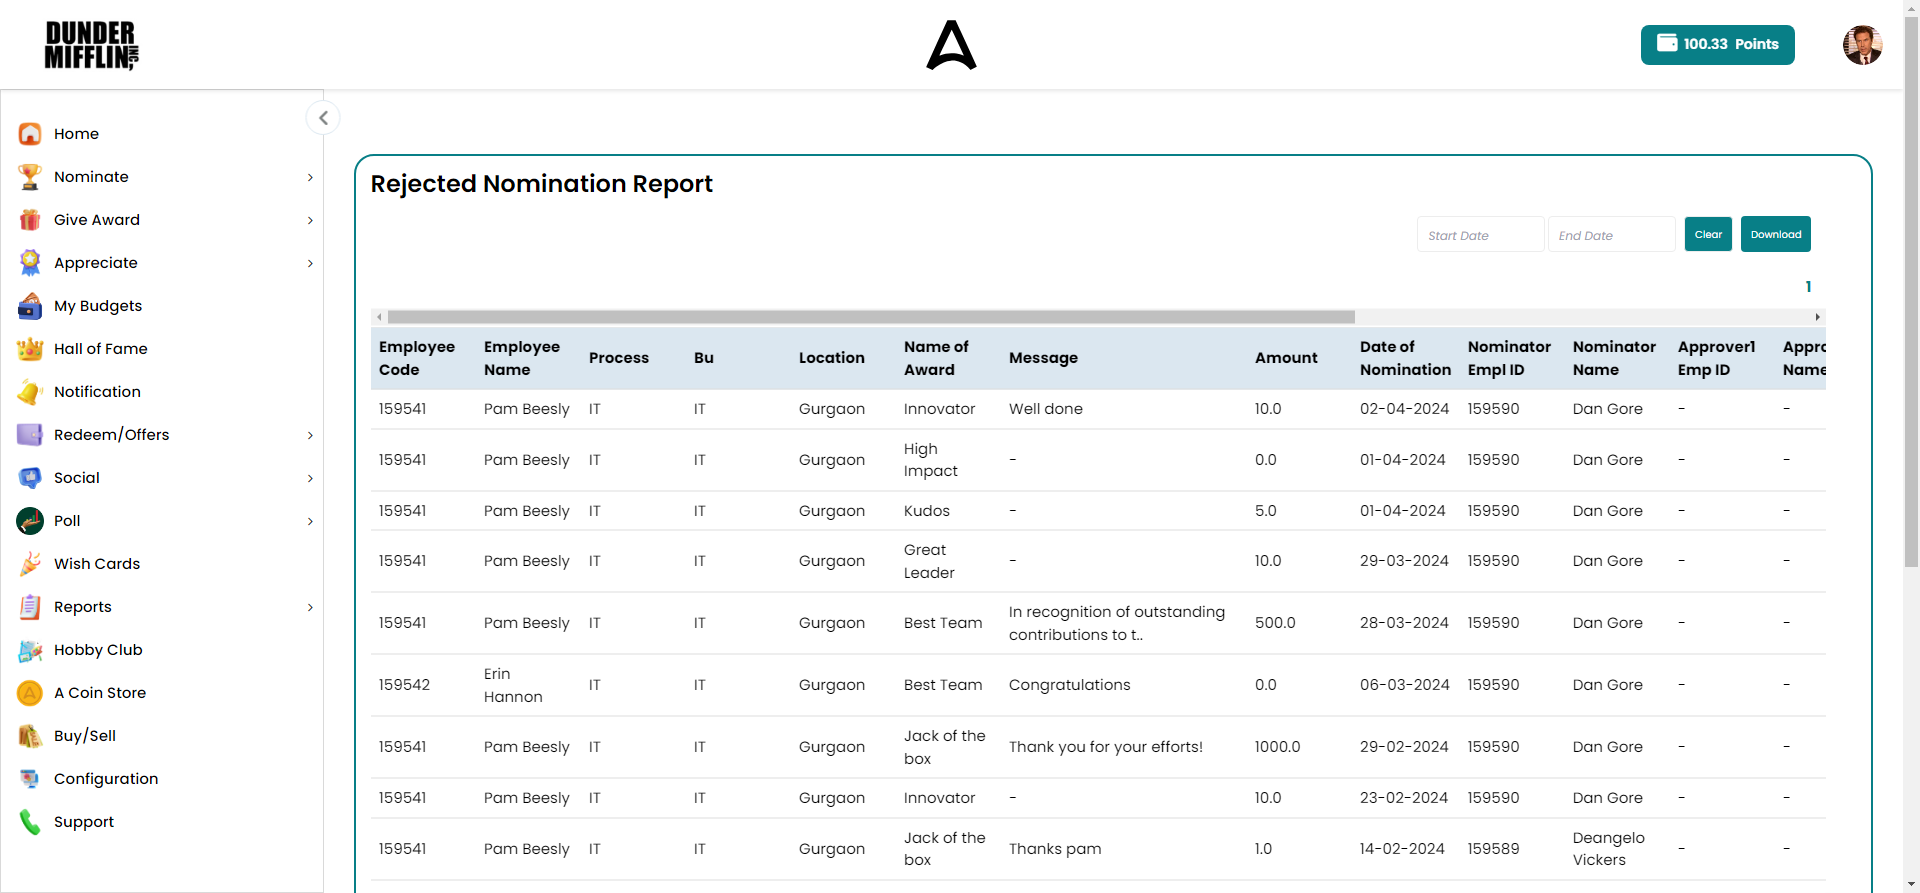 DUNDER
MIFFLIN INC,
100.33 Points
Home
Nominate
Give Award
Appreciate
My Budgets
Hall of Fame
Notification
Redeem/Offers
Social
Poll
Wish Cards
Reports
Hobby Club
A Coin Store
Buy/Sell
Configuration
Support
Rejected Nomination Report
Start Date End Date Clear Download
1
Employee Code Employee Name Process Bu Location Name of Award Message Amount Date of Nomination Nominator Empl ID Nominator Name Approver1 Emp ID Appro Name
159541 Pam Beesly IT IT Gurgaon Innovator Well done 10.0 02-04-2024 159590 Dan Gore - -
159541 Pam Beesly IT IT Gurgaon High Impact - 0.0 01-04-2024 159590 Dan Gore - -
159541 Pam Beesly IT IT Gurgaon Kudos - 5.0 01-04-2024 159590 Dan Gore - -
159541 Pam Beesly IT IT Gurgaon Great Leader - 10.0 29-03-2024 159590 Dan Gore - -
159541 Pam Beesly IT IT Gurgaon Best Team In recognition of outstanding contributions to t.. 500.0 28-03-2024 159590 Dan Gore - -
159542 Erin Hannon IT IT Gurgaon Best Team Congratulations 0.0 06-03-2024 159590 Dan Gore - -
159541 Pam Beesly IT IT Gurgaon Jack of the box Thank you for your efforts! 1000.0 29-02-2024 159590 Dan Gore - -
159541 Pam Beesly IT IT Gurgaon Innovator - 10.0 23-02-2024 159590 Dan Gore - -
159541 Pam Beesly IT IT Gurgaon Jack of the box Thanks pam 1.0 14-02-2024 159589 Deangelo Vickers - -